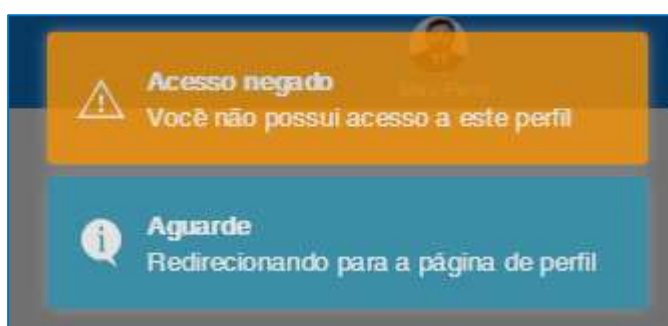 Acesso negado
Você não possui acesso a este perfil
Aguarde
Redirecionando para a página de perfil